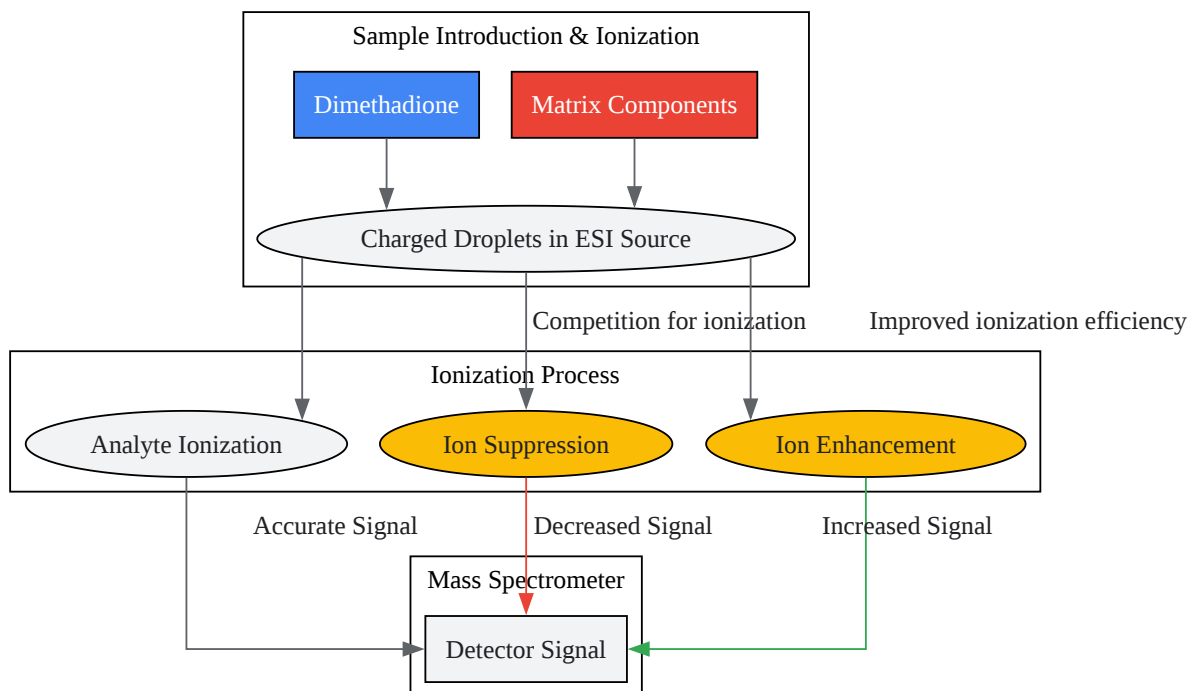 Sample Introduction & Ionization
Dimethadione
Matrix Components
Charged Droplets in ESI Source
Competition for ionization
Improved ionization efficiency
Ionization Process
Analyte Ionization
Ion Suppression
Ion Enhancement
Accurate Signal
Decreased Signal
Increased Signal
Mass Spectrometer
Detector Signal